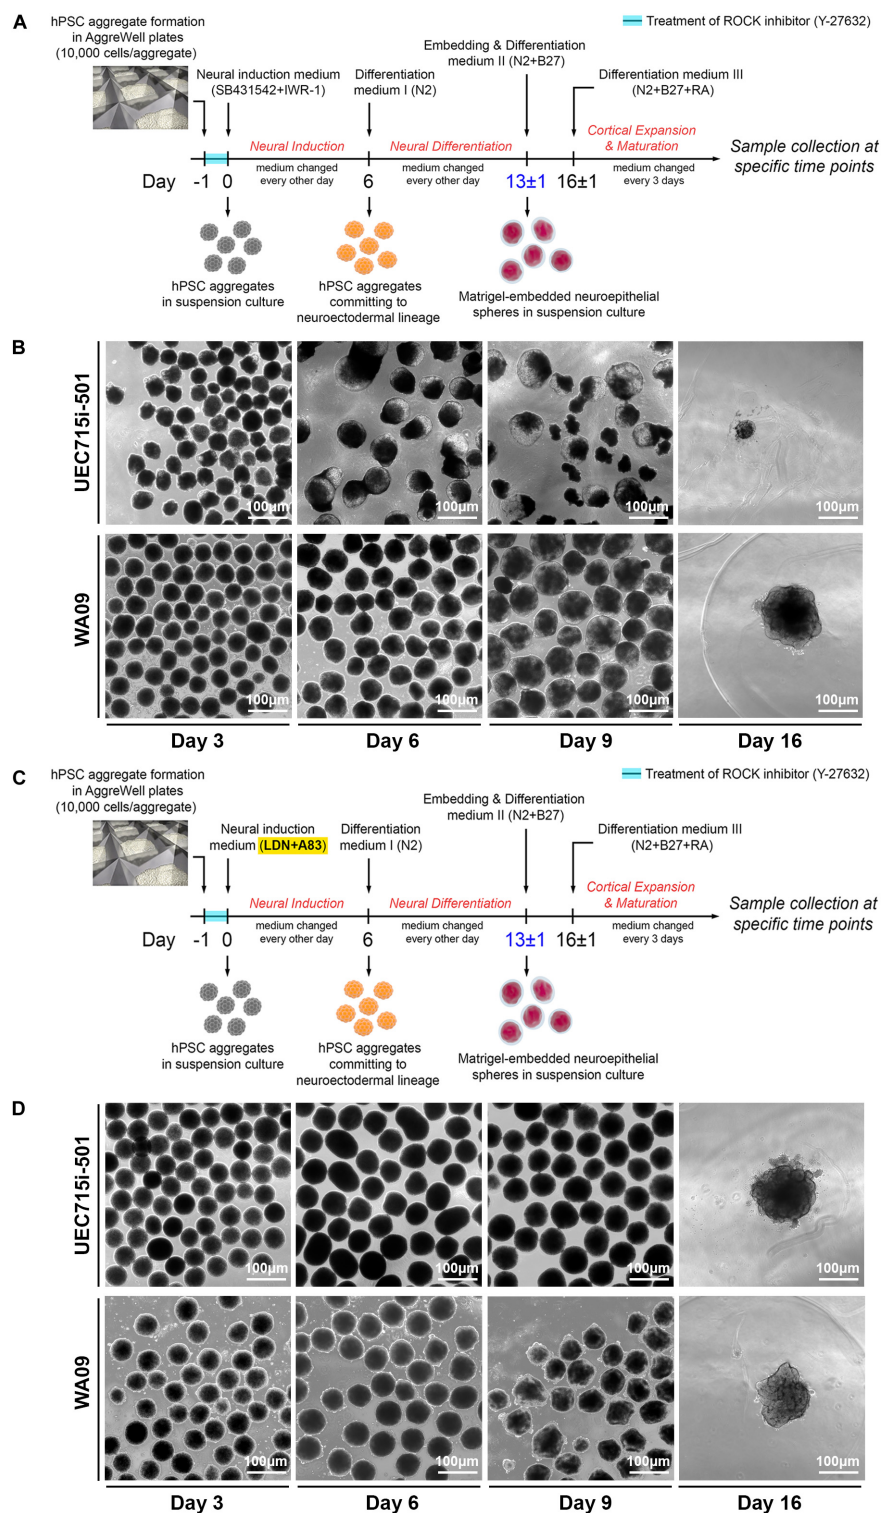 A
hPSC aggregate formation
in AggreWell plates
(10,000 cells/aggregate)
Treatment of ROCK inhibitor (Y-27632)
Neural induction medium
(SB431542+IWR-1)
Differentiation
medium I (N2)
Embedding & Differentiation
medium II (N2+B27)
Differentiation medium III
(N2+B27+RA)
Neural Induction
Neural Differentiation
Cortical Expansion
& Maturation
medium changed
every other day
medium changed
every other day
medium changed
every 3 days
Sample collection at
specific time points
Day -1 0 6 13±1 16±1
hPSC aggregates
in suspension culture
hPSC aggregates
committing to
neuroectodermal lineage
Matrigel-embedded neuroepithelial
spheres in suspension culture
B
UEC715i-501
100µm
100µm
100µm
100µm
WA09
100µm
100µm
100µm
100µm
Day 3
Day 6
Day 9
Day 16
C
hPSC aggregate formation
in AggreWell plates
(10,000 cells/aggregate)
Treatment of ROCK inhibitor (Y-27632)
Neural induction
medium (LDN+A83)
Differentiation
medium I (N2)
Embedding & Differentiation
medium II (N2+B27)
Differentiation medium III
(N2+B27+RA)
Neural Induction
Neural Differentiation
Cortical Expansion
& Maturation
medium changed
every other day
medium changed
every other day
medium changed
every 3 days
Sample collection at
specific time points
Day -1 0 6 13±1 16±1
hPSC aggregates
in suspension culture
hPSC aggregates
committing to
neuroectodermal lineage
Matrigel-embedded neuroepithelial
spheres in suspension culture
D
UEC715i-501
100µm
100µm
100µm
100µm
WA09
100µm
100µm
100µm
100µm
Day 3
Day 6
Day 9
Day 16